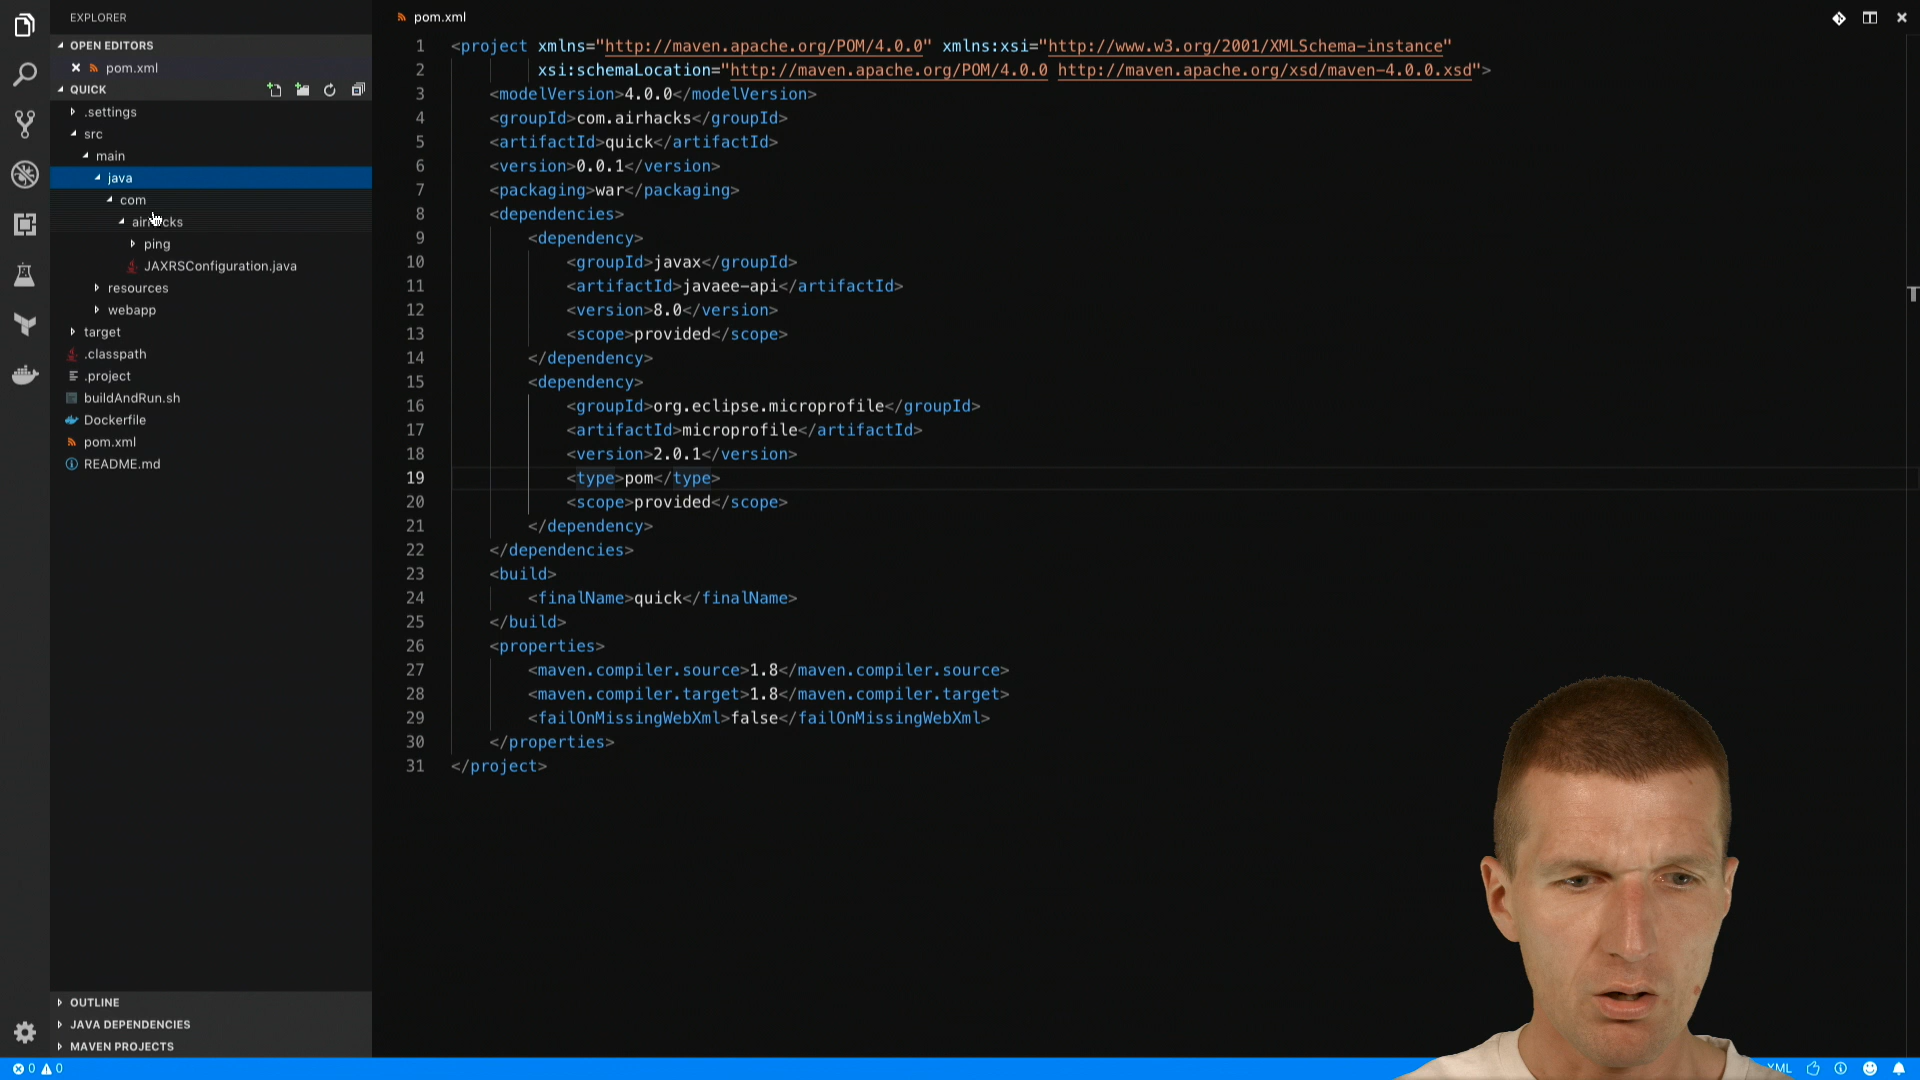 EXPLORER
OPEN EDITORS
pom.xml
QUICK
.settings
src
main
java
com
airhacks
ping
JAXRSConfiguration.java
resources
webapp
target
.classpath
.project
buildAndRun.sh
Dockerfile
pom.xml
README.md
OUTLINE
JAVA DEPENDENCIES
MAVEN PROJECTS
0 0
pom.xml
1 <project xmlns="http://maven.apache.org/POM/4.0.0" xmlns:xsi="http://www.w3.org/2001/XMLSchema-instance"
2 xsi:schemaLocation="http://maven.apache.org/POM/4.0.0 http://maven.apache.org/xsd/maven-4.0.0.xsd">
3 <modelVersion>4.0.0</modelVersion>
4 <groupId>com.airhacks</groupId>
5 <artifactId>quick</artifactId>
6 <version>0.0.1</version>
7 <packaging>war</packaging>
8 <dependencies>
9 <dependency>
10 <groupId>javax</groupId>
11 <artifactId>javaee-api</artifactId>
12 <version>8.0</version>
13 <scope>provided</scope>
14 </dependency>
15 <dependency>
16 <groupId>org.eclipse.microprofile</groupId>
17 <artifactId>microprofile</artifactId>
18 <version>2.0.1</version>
19 <type>pom</type>
20 <scope>provided</scope>
21 </dependency>
22 </dependencies>
23 <build>
24 <finalName>quick</finalName>
25 </build>
26 <properties>
27 <maven.compiler.source>1.8</maven.compiler.source>
28 <maven.compiler.target>1.8</maven.compiler.target>
29 <failOnMissingWebXml>false</failOnMissingWebXml>
30 </properties>
31 </project>
XML